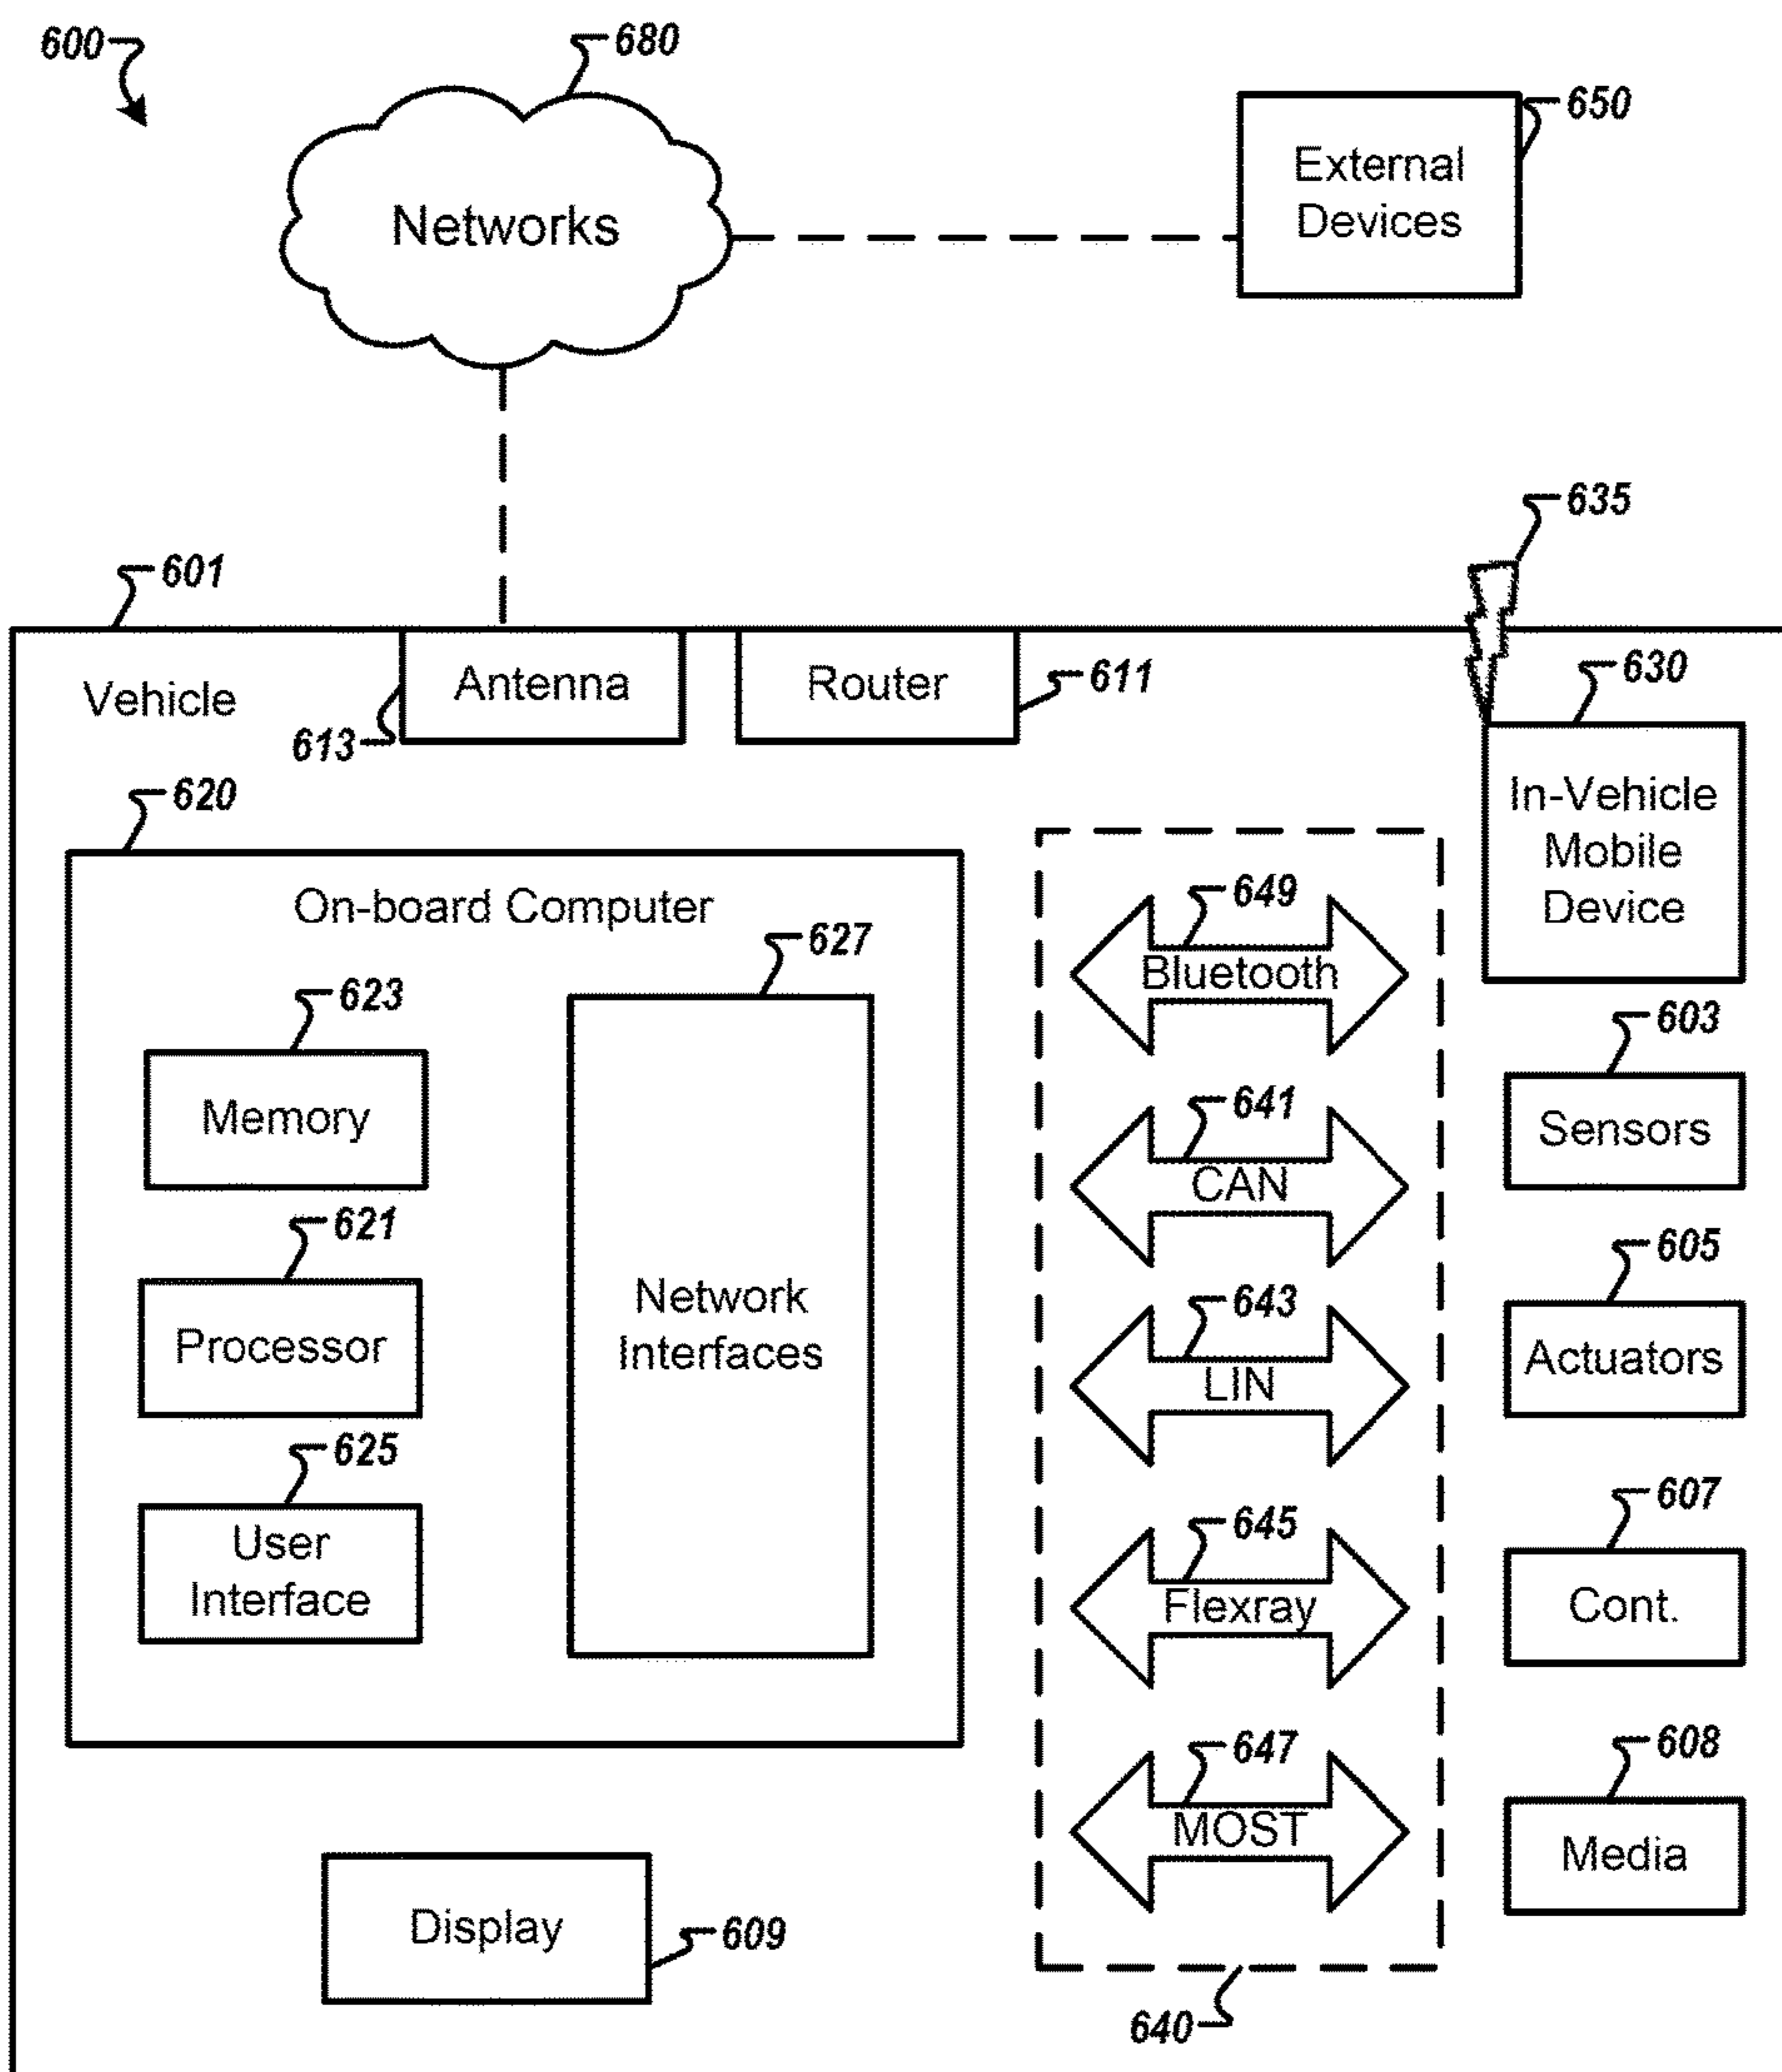 600
680
Networks
650
External
Devices
635
601
Vehicle
Antenna
613
Router
611
630
In-Vehicle
Mobile
Device
620
On-board Computer
623
Memory
621
Processor
625
User
Interface
627
Network
Interfaces
649
Bluetooth
641
CAN
643
LIN
645
Flexray
647
MOST
640
603
Sensors
605
Actuators
607
Cont.
608
Media
Display
609